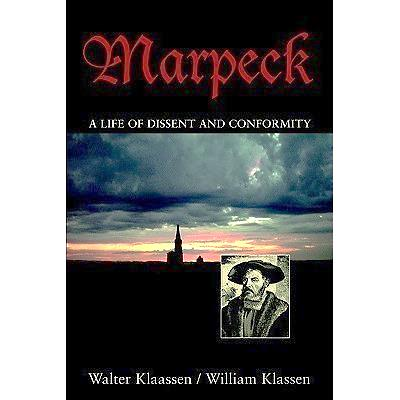 Marpeck
A LIFE OF DISSENT AND CONFORMITY
Walter Klaassen / William Klassen